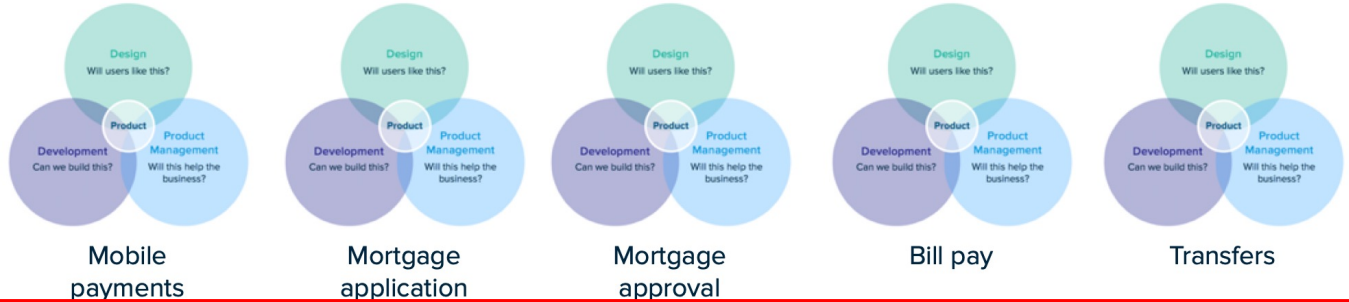 Design
Will users like this?
Product
Development
Can we build this?
Product
Management
Will this help the
business?
Mobile
payments
Design
Will users like this?
Product
Development
Can we build this?
Product
Management
Will this help the
business?
Mortgage
application
Design
Will users like this?
Product
Development
Can we build this?
Product
Management
Will this help the
business?
Mortgage
approval
Design
Will users like this?
Product
Development
Can we build this?
Product
Management
Will this help the
business?
Bill pay
Design
Will users like this?
Product
Development
Can we build this?
Product
Management
Will this help the
business?
Transfers